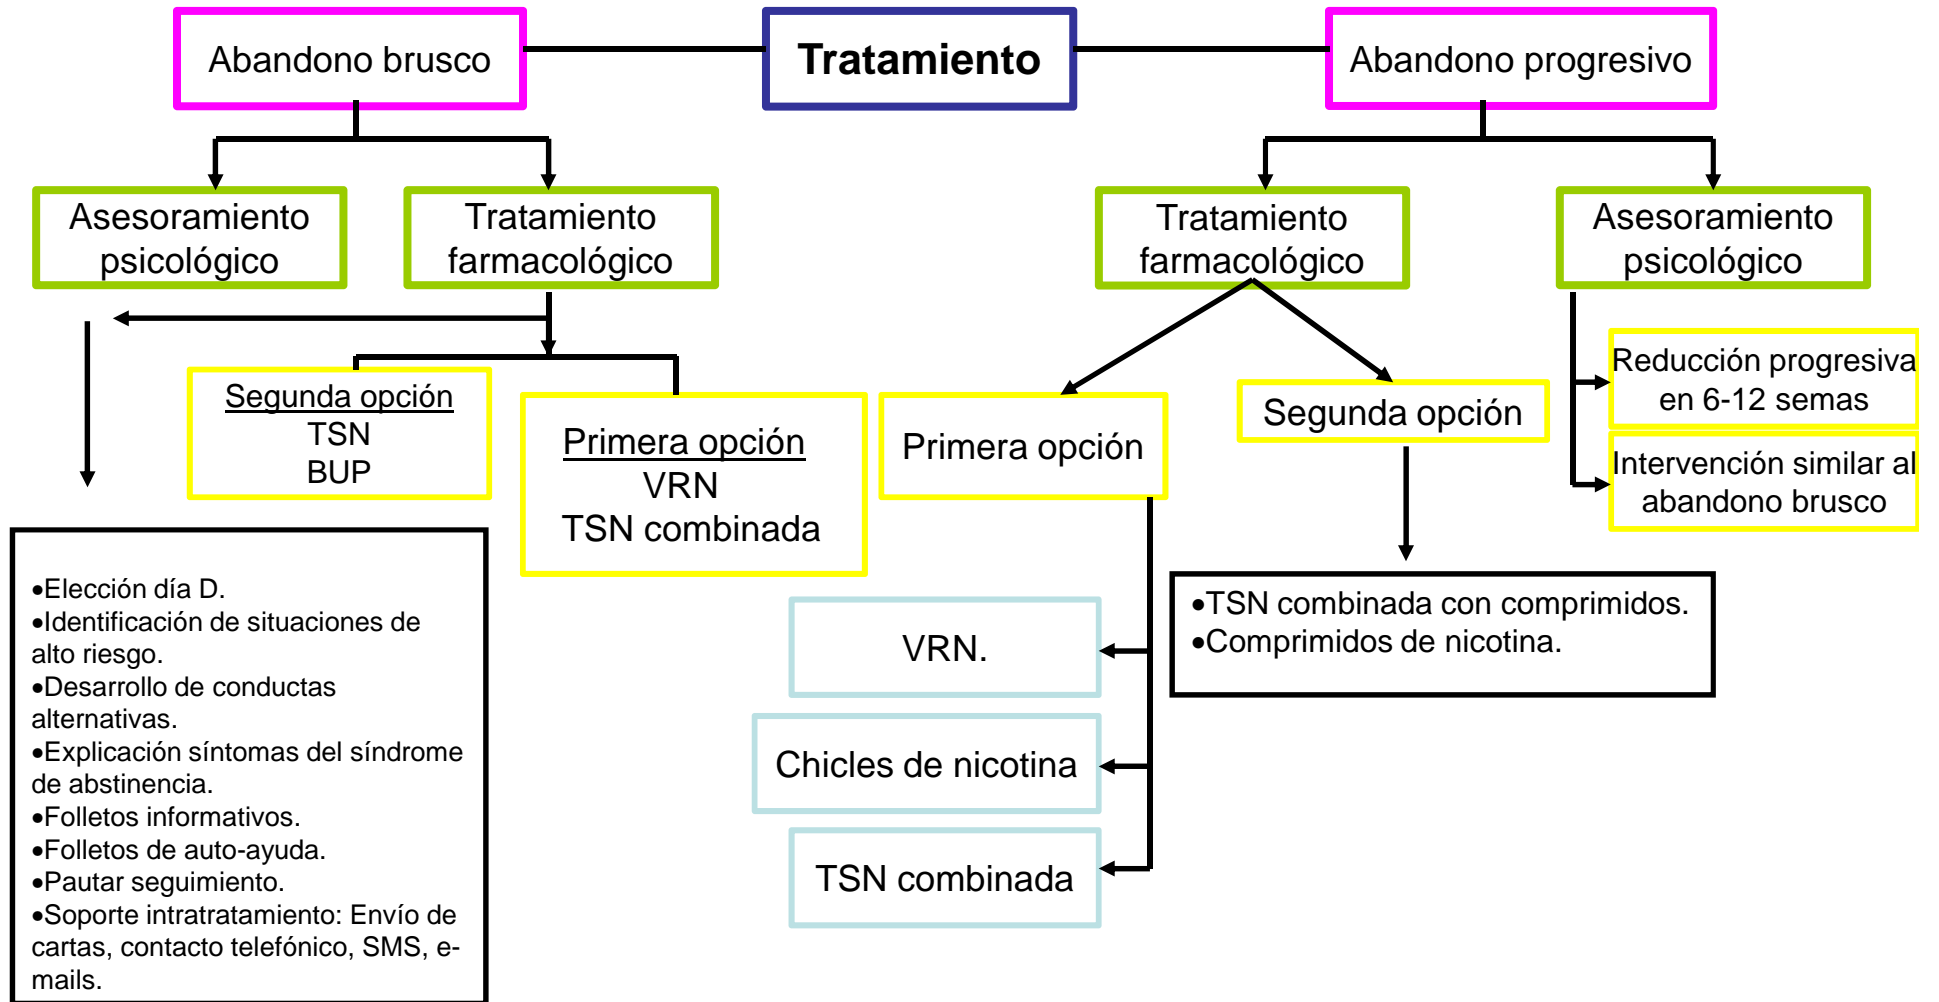 Abandono brusco
Tratamiento
Abandono progresivo
Asesoramiento
psicológico
Tratamiento
farmacológico
Tratamiento
farmacológico
Asesoramiento
psicológico
Segunda opción
TSN
BUP
Primera opción
VRN
TSN combinada
Primera opción
Segunda opción
Reducción progresiva
en 6-12 semas
Intervención similar al
abandono brusco
•Elección día D.
•Identificación de situaciones de
alto riesgo.
•Desarrollo de conductas
alternativas.
•Explicación síntomas del síndrome
de abstinencia.
•Folletos informativos.
•Folletos de auto-ayuda.
•Pautar seguimiento.
•Soporte intratratamiento: Envío de
cartas, contacto telefónico, SMS, e-
mails.
VRN.
Chicles de nicotina
TSN combinada
•TSN combinada con comprimidos.
•Comprimidos de nicotina.